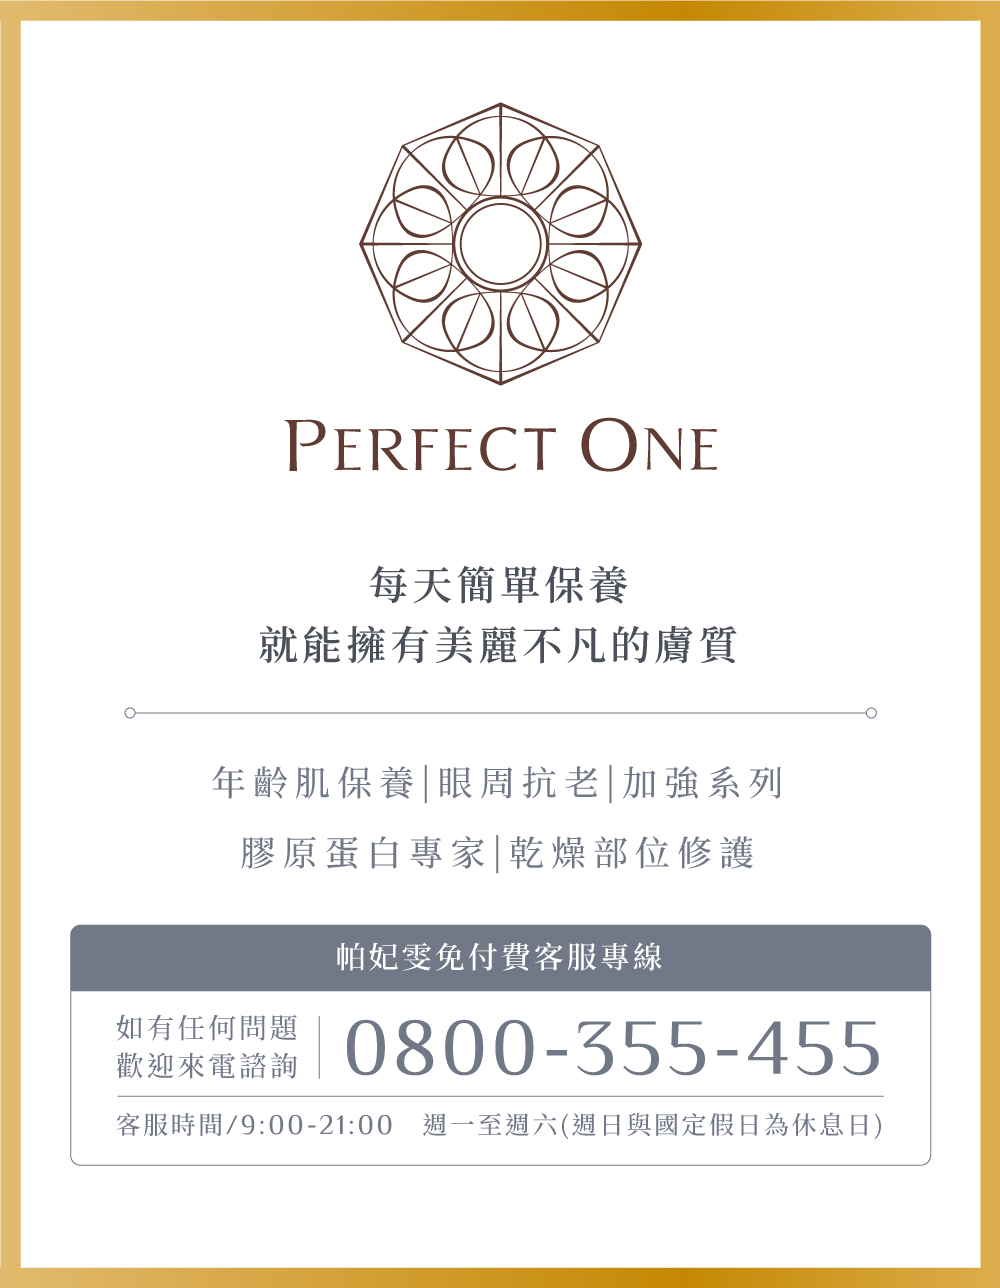 PERFECT ONE
每天簡單保養
就能擁有美麗不凡的膚質
年齡肌保養|眼周抗老|加強系列
膠原蛋白專家|乾燥部位修護
帕妃雯免付費客服專線
如有任何問題
歡迎來電諮詢
0800-355-455
客服時間/9:00-21:00 週一至週六(週日與國定假日為休息日)